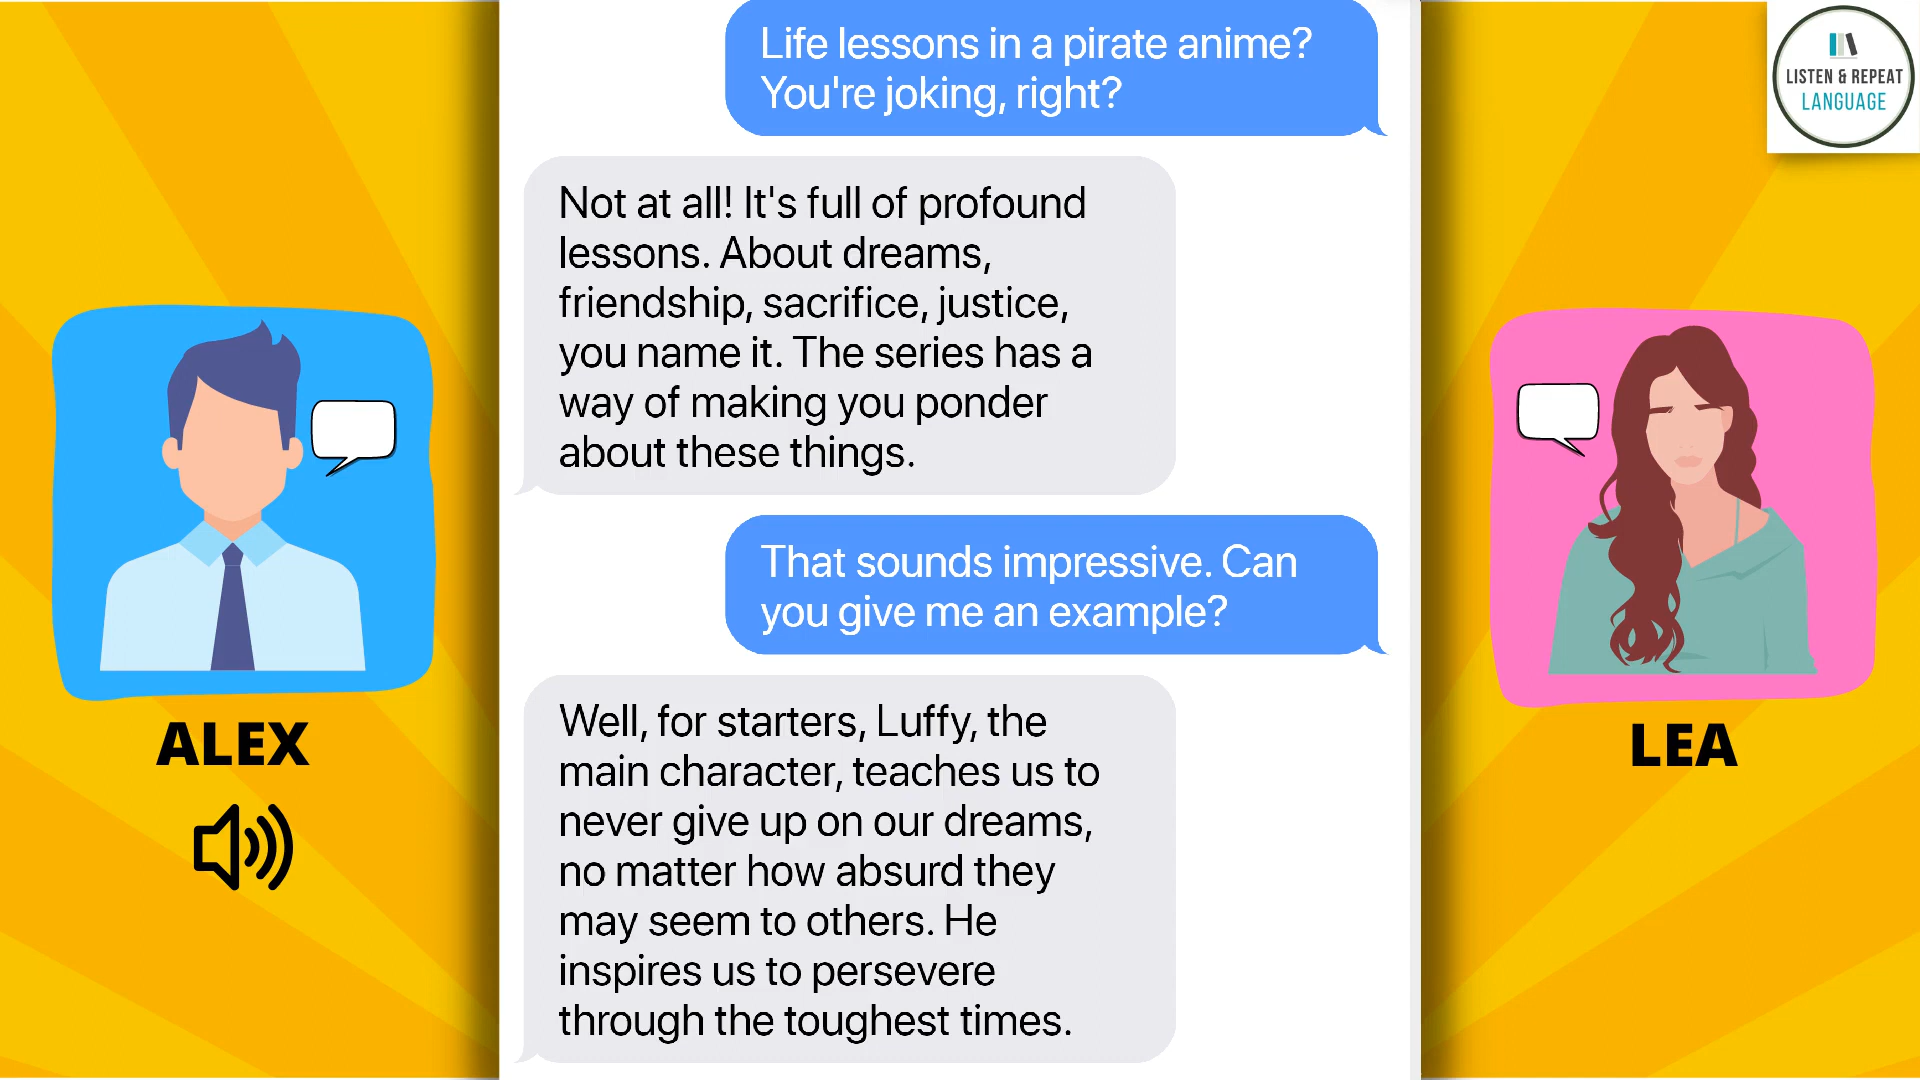 Life lessons in a pirate anime?
You're joking, right?
LISTEN & REPEAT
LANGUAGE
Not at all! It's full of profound
lessons. About dreams,
friendship, sacrifice, justice,
you name it. The series has a
way of making you ponder
about these things.
That sounds impressive. Can
you give me an example?
Well, for starters, Luffy, the
main character, teaches us to
never give up on our dreams,
no matter how absurd they
may seem to others. He
inspires us to persevere
through the toughest times.
ALEX
LEA